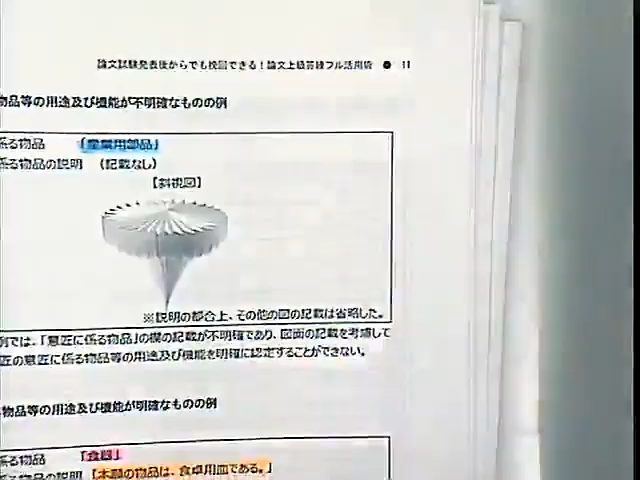 論文試験発表後からでも挽回できる！論文上級答練フル活用術 ● 11
物品等の用途及び機能が不明確なものの例
係る物品 「産業用部品」
係る物品の説明 （記載なし）
【斜視図】
※説明の都合上、その他の図の記載は省略した。
例では、「意匠に係る物品」の欄の記載が不明確であり、図面の記載を考慮して
匠の意匠に係る物品等の用途及び機能を明確に認定することができない。
物品等の用途及び機能が明確なものの例
係る物品 「食器」
係る物品の説明 【本願の物品は、食卓用皿である。】